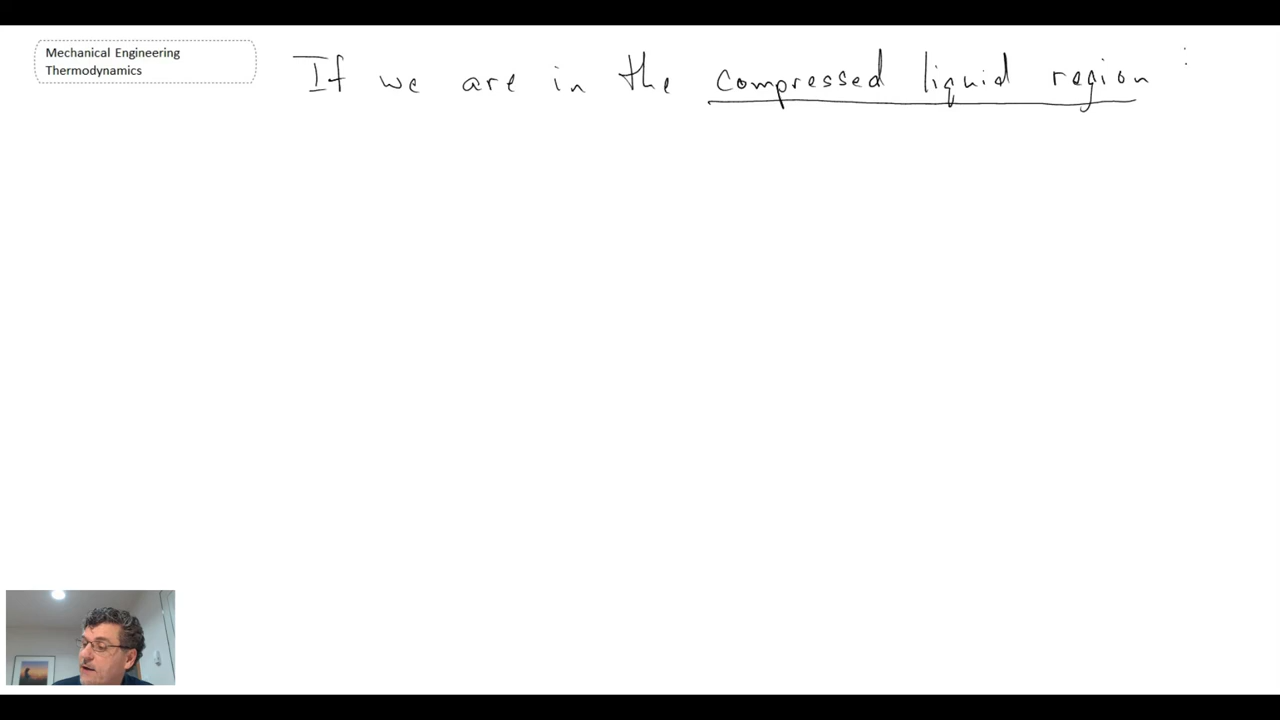 Mechanical Engineering
Thermodynamics
If we are in the compressed liquid region :